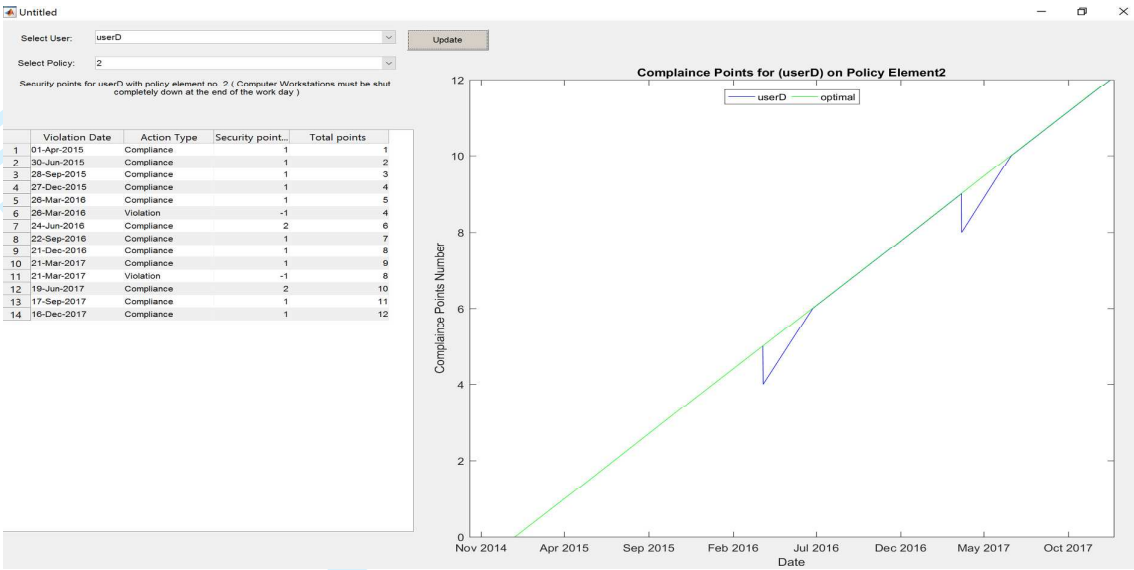 Untitled
Select User: userD Update
Select Policy: 2
Security points for userD with policy element no. 2 ( Computer Workstations must be shut
completely down at the end of the work day )
Violation Date Action Type Security point... Total points
1 01-Apr-2015 Compliance 1 1
2 30-Jun-2015 Compliance 1 2
3 28-Sep-2015 Compliance 1 3
4 27-Dec-2015 Compliance 1 4
5 26-Mar-2016 Compliance 1 5
6 26-Mar-2016 Violation -1 4
7 24-Jun-2016 Compliance 2 6
8 22-Sep-2016 Compliance 1 7
9 21-Dec-2016 Compliance 1 8
10 21-Mar-2017 Compliance 1 9
11 21-Mar-2017 Violation -1 8
12 19-Jun-2017 Compliance 2 10
13 17-Sep-2017 Compliance 1 11
14 16-Dec-2017 Compliance 1 12
Complaince Points for (userD) on Policy Element2
userD optimal
Complaince Points Number
12
10
8
6
4
2
0
Nov 2014 Apr 2015 Sep 2015 Feb 2016 Jul 2016 Dec 2016 May 2017 Oct 2017
Date